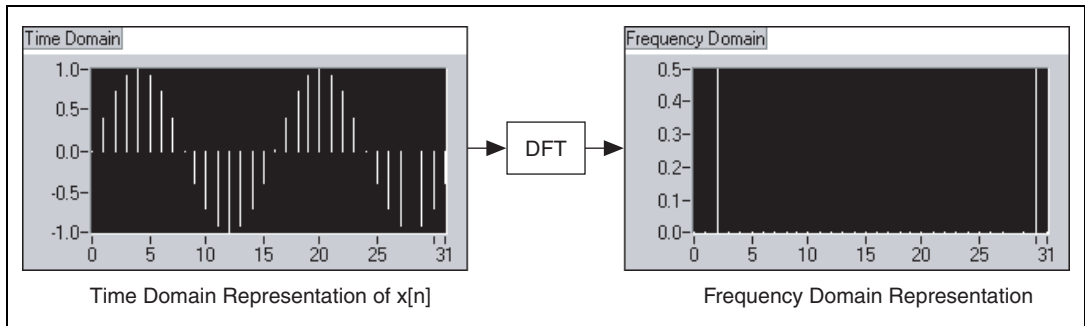 Time Domain
1.0
0.5
0.0
-0.5
-1.0
0 5 10 15 20 25 31
Time Domain Representation of x[n]
DFT
Frequency Domain
0.5
0.4
0.3
0.2
0.1
0.0
0 5 10 15 20 25 31
Frequency Domain Representation